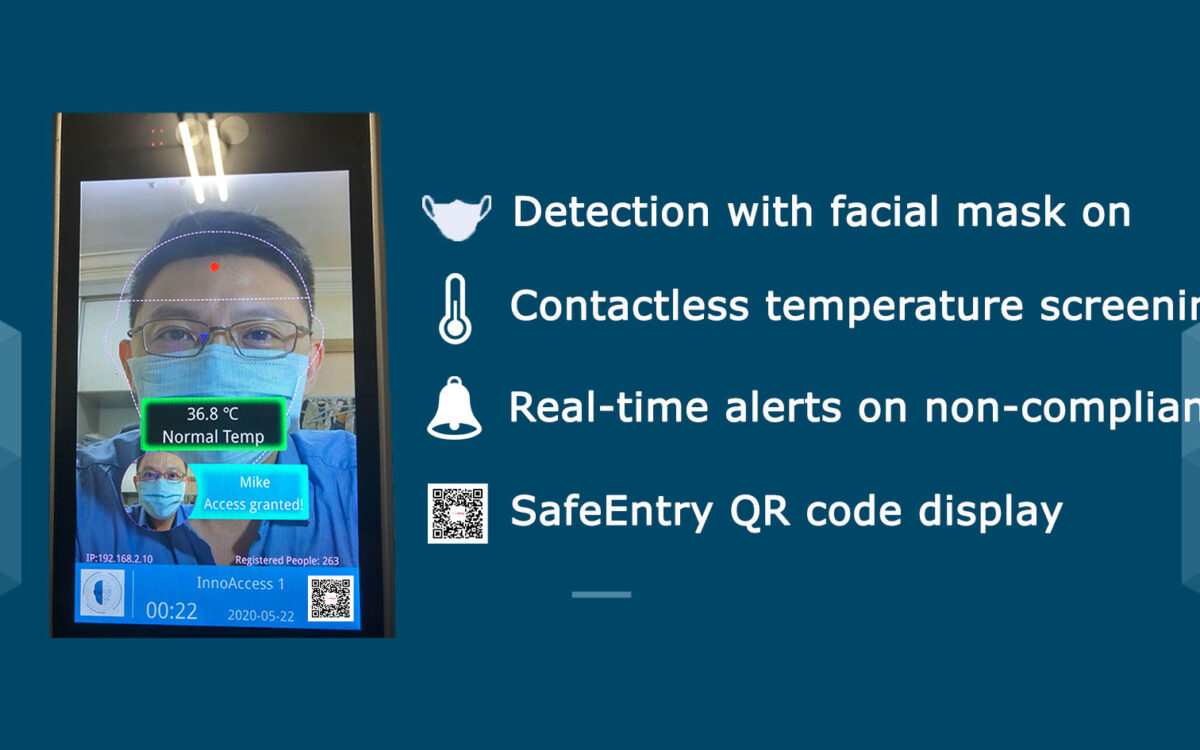 Detection with facial mask on
Contactless temperature screenin
Real-time alerts on non-complian
SafeEntry QR code display
36.8 ℃
Normal Temp
Mike
Access granted!
IP:192.168.2.10
Registered People: 263
InnoAccess 1
00:22
2020-05-22